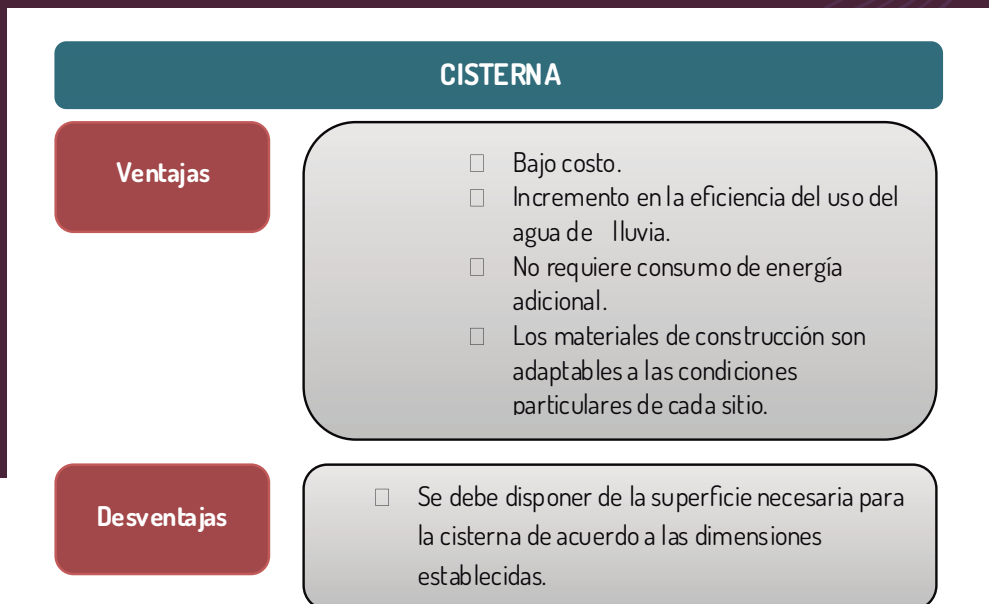 CISTERNA
Ventajas
□ Bajo costo.
□ Incremento en la eficiencia del uso del
agua de lluvia.
□ No requiere consumo de energía
adicional.
□ Los materiales de construcción son
adaptables a las condiciones
particulares de cada sitio.
Desventajas
□ Se debe disponer de la superficie necesaria para
la cisterna de acuerdo a las dimensiones
establecidas.